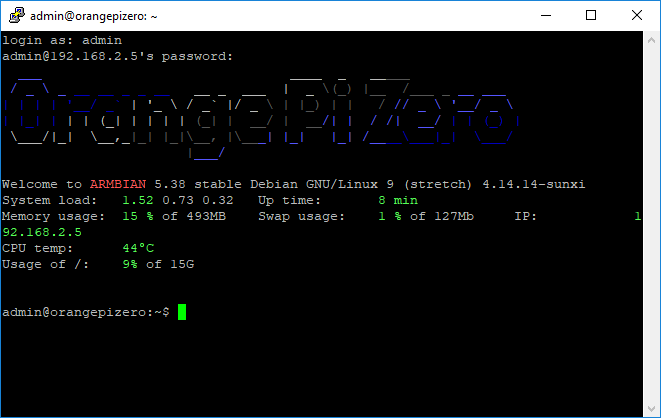 admin@orangepizero: ~
login as: admin
admin@192.168.2.5's password:
Orange Pi Zero
Welcome to ARMBIAN 5.38 stable Debian GNU/Linux 9 (stretch) 4.14.14-sunxi
System load: 1.52 0.73 0.32 Up time: 8 min
Memory usage: 15 % of 493MB Swap usage: 1 % of 127Mb IP: 1
92.168.2.5
CPU temp: 44°C
Usage of /: 9% of 15G
admin@orangepizero:~$